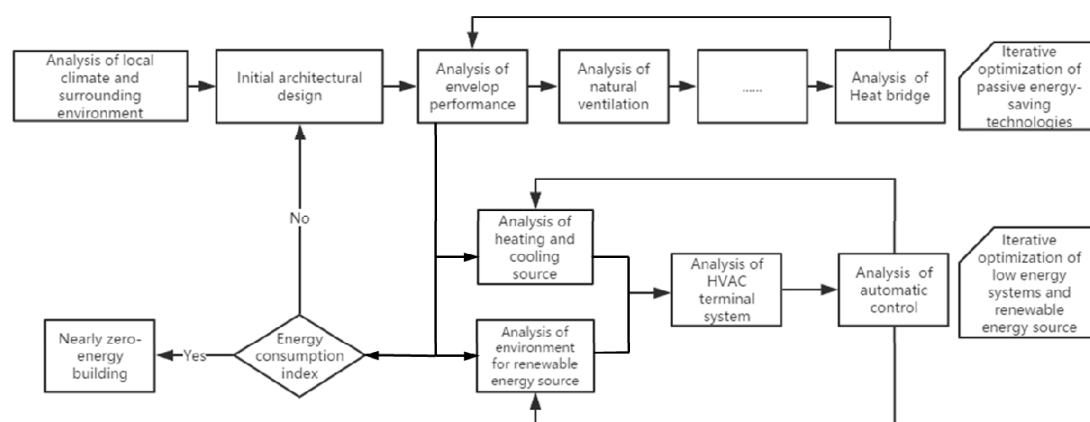 Analysis of local
climate and
surrounding
environment
Initial architectural
design
Analysis of
envelop
performance
Analysis of
natural
ventilation
......
Analysis of
Heat bridge
Iterative
optimization of
passive energy-
saving
technologies
No
Analysis of
heating and
cooling
source
Analysis of
HVAC
terminal
system
Analysis of
automatic
control
Iterative
optimization of
low energy
systems and
renewable
energy source
Nearly zero-
energy
building
Yes
Energy
consumption
index
Analysis of
environment
for renewable
energy source